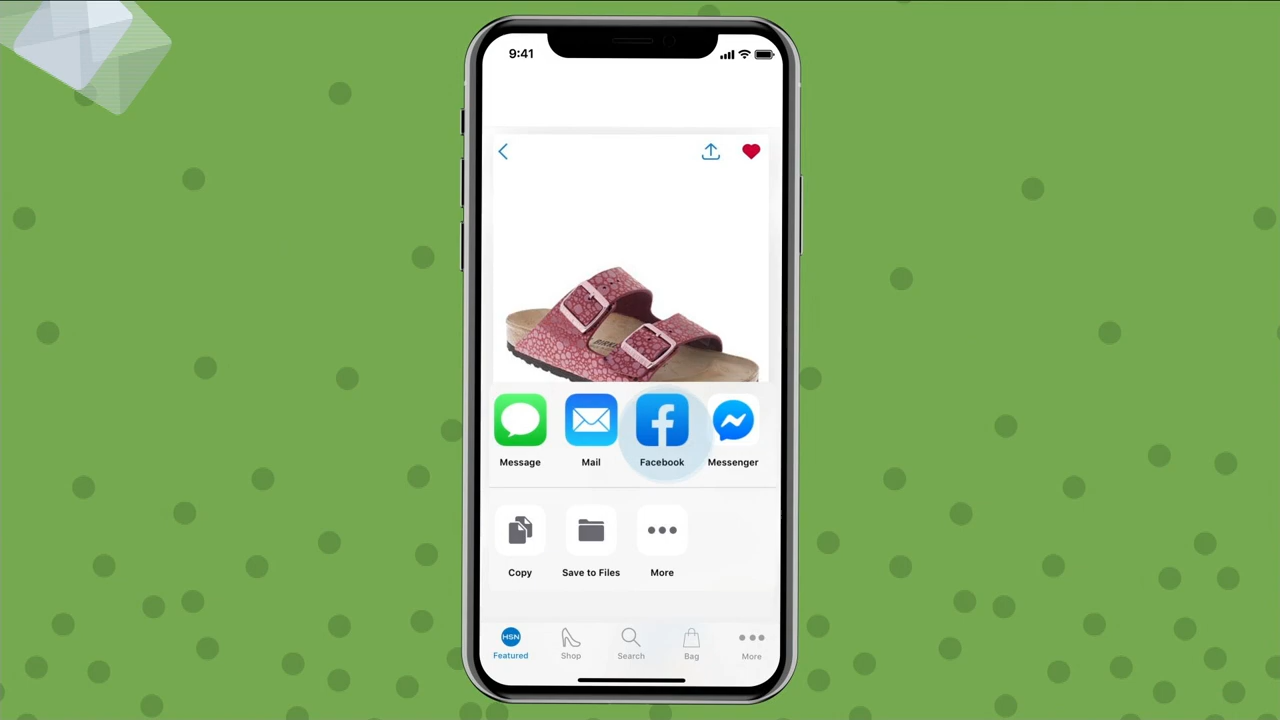 9:41
Message Mail Facebook Messenger
Copy Save to Files More
HSN
Featured Shop Search Bag More